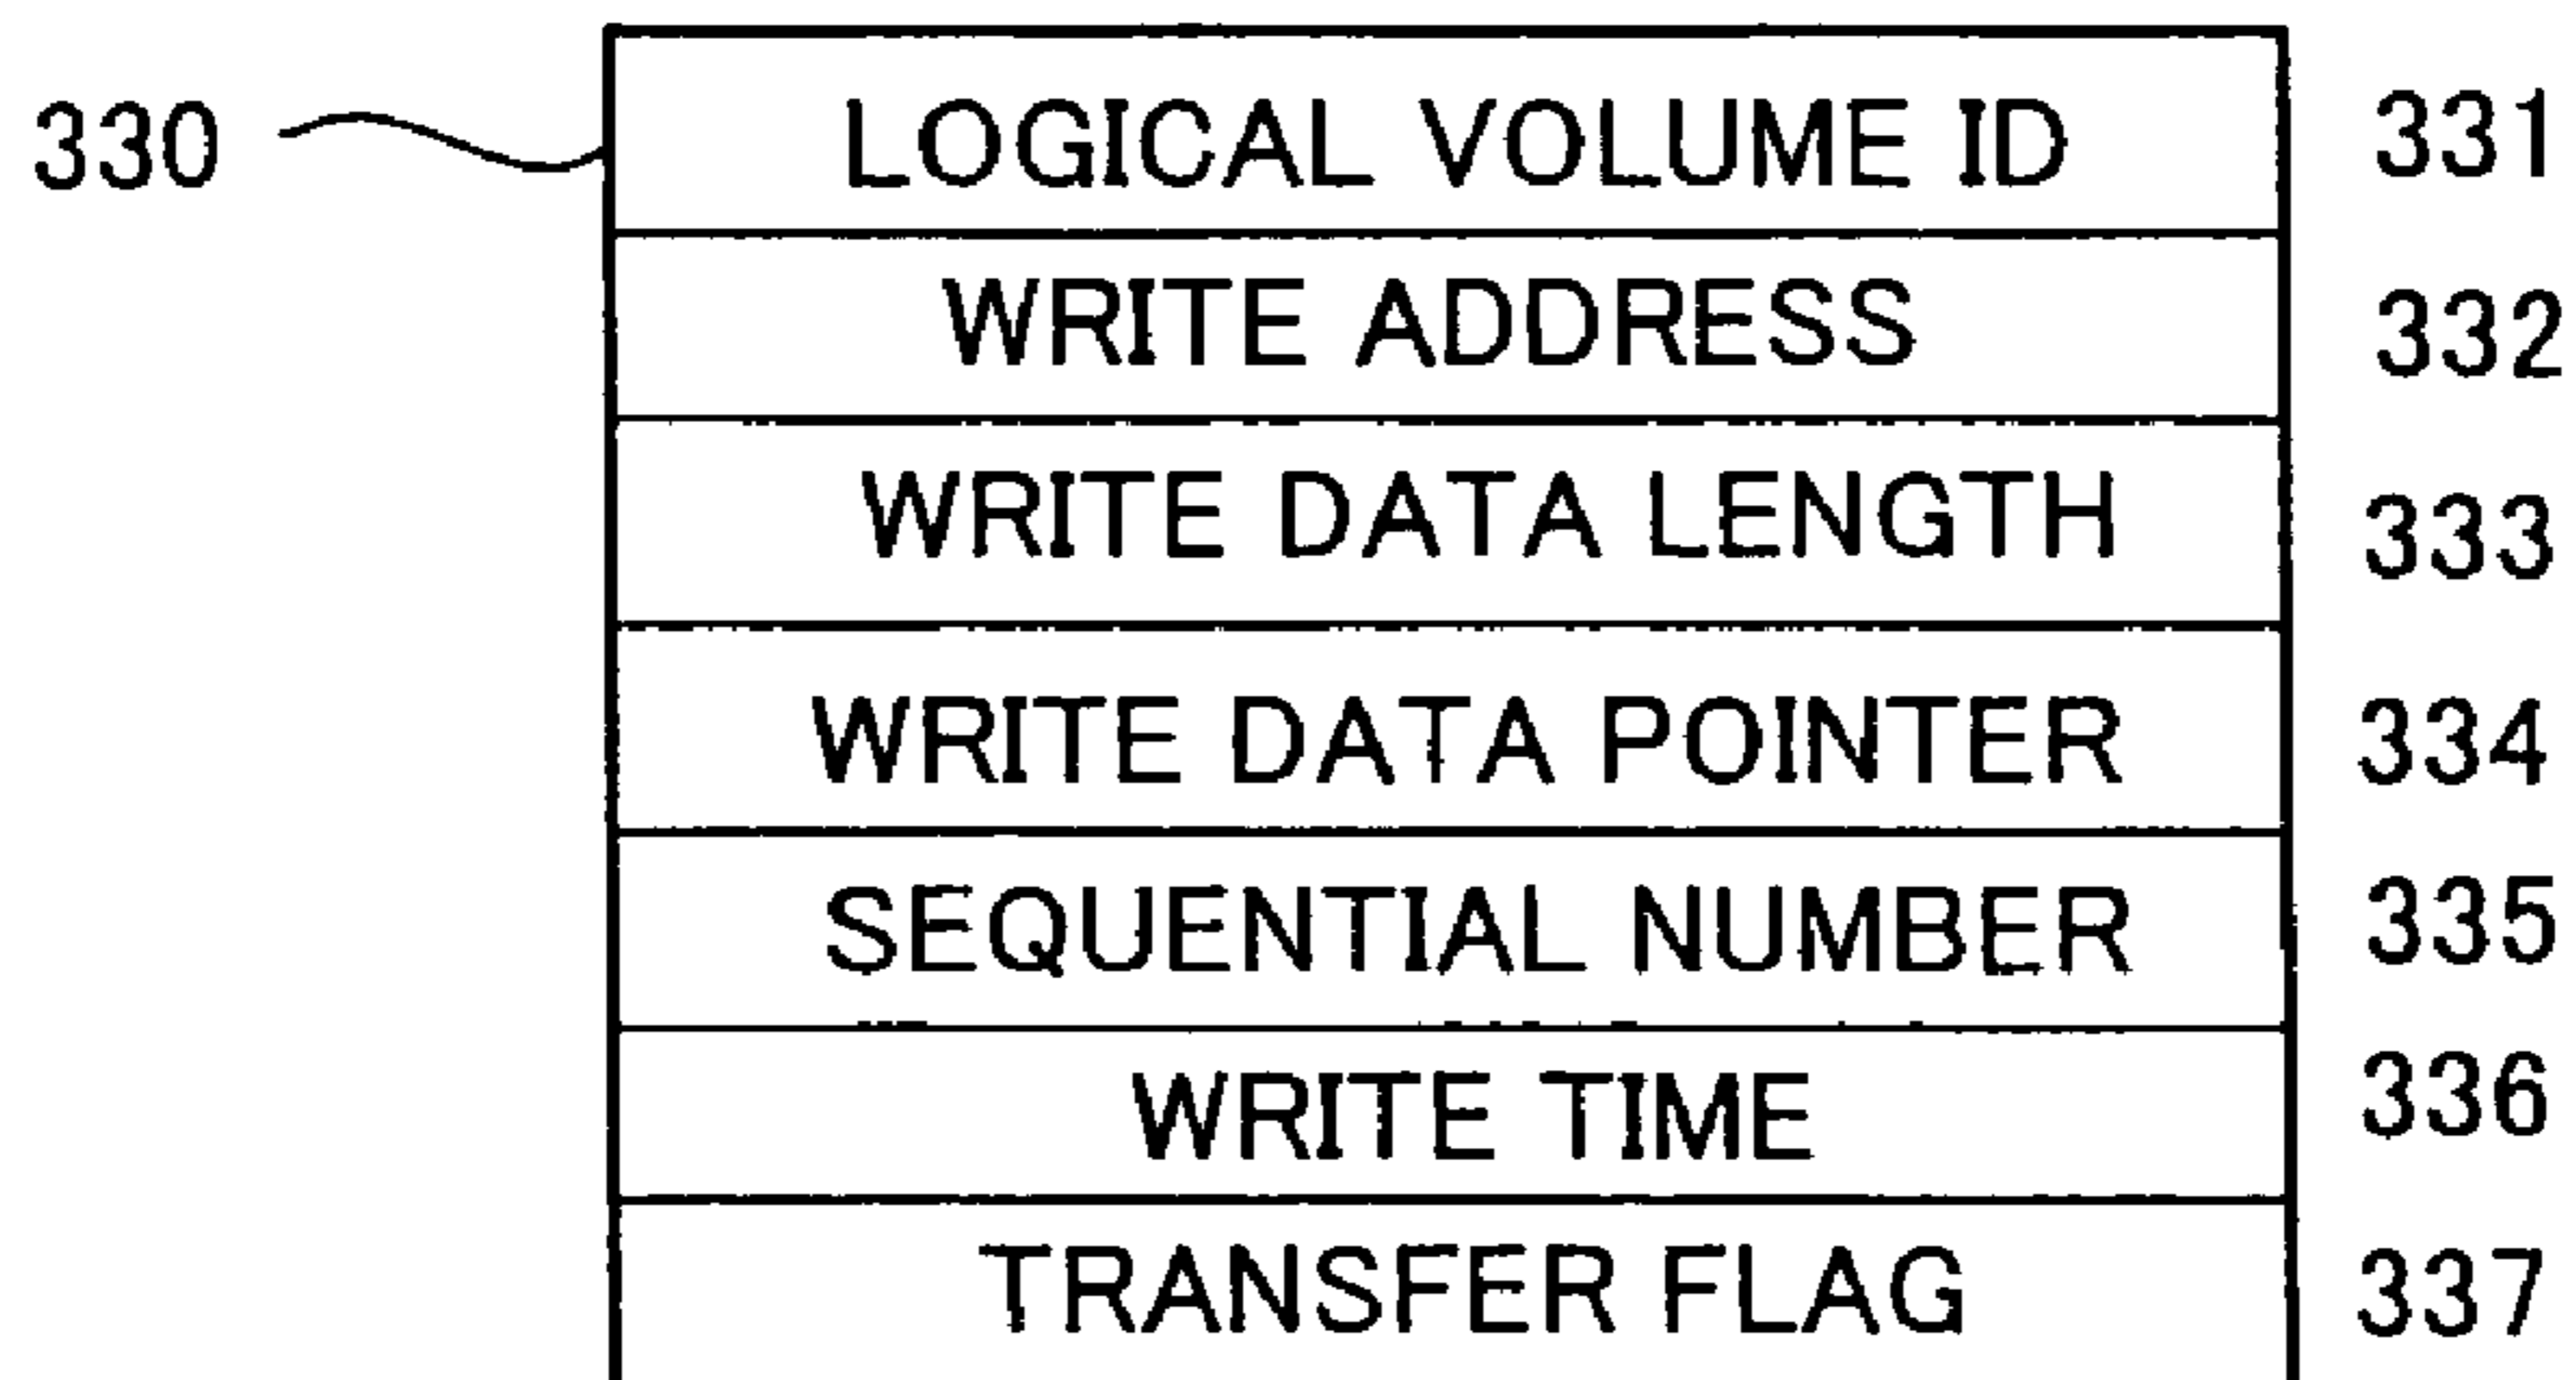 330 LOGICAL VOLUME ID 331
WRITE ADDRESS 332
WRITE DATA LENGTH 333
WRITE DATA POINTER 334
SEQUENTIAL NUMBER 335
WRITE TIME 336
TRANSFER FLAG 337